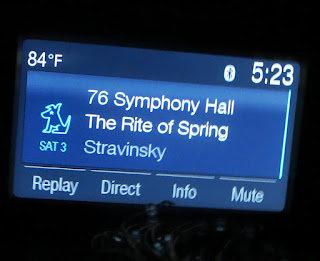 84°F 5:23
76 Symphony Hall
The Rite of Spring
SAT 3 Stravinsky
Replay Direct Info Mute